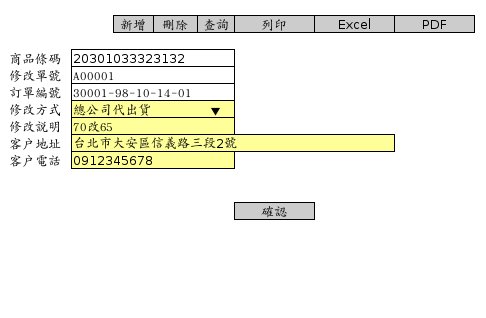 新增 刪除 查詢 列印 Excel PDF
商品條碼 20301033323132
修改單號 A00001
訂單編號 30001-98-10-14-01
修改方式 總公司代出貨 ▼
修改説明 70改65
客户地址 台北市大安區信義路三段2號
客户電話 0912345678
確認